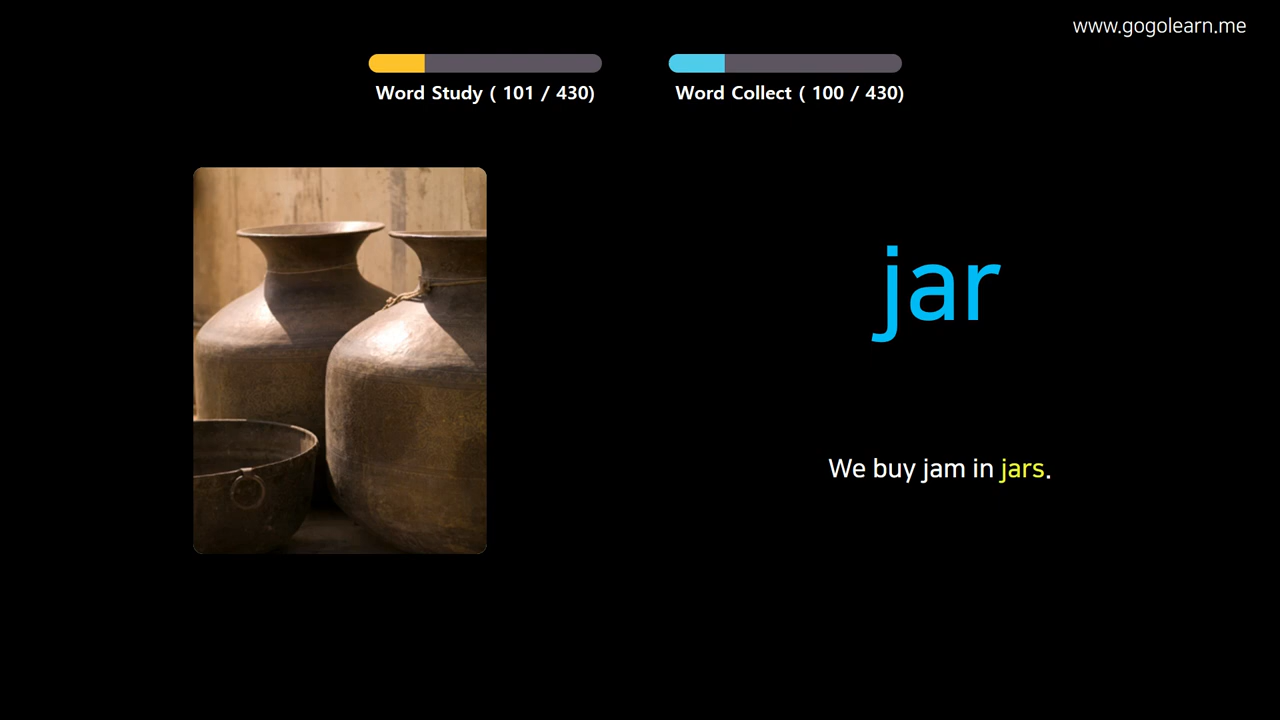 www.gogolearn.me
Word Study ( 101 / 430)
Word Collect ( 100 / 430)
jar
We buy jam in jars.